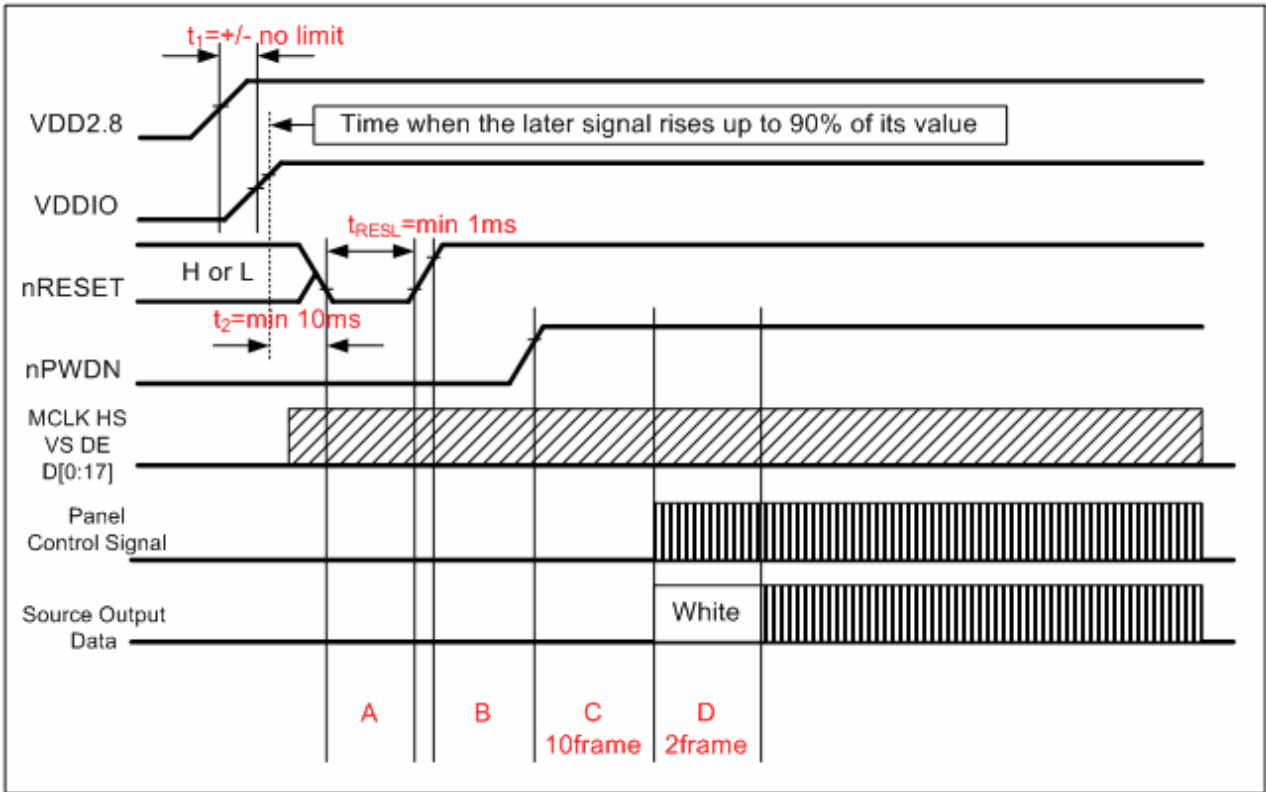 t1=+/- no limit
VDD2.8
Time when the later signal rises up to 90% of its value
VDDIO
tRESL=min 1ms
H or L
nRESET
t2=min 10ms
nPWDN
MCLK HS
VS DE
D[0:17]
Panel
Control Signal
Source Output
Data
White
A
B
C
10frame
D
2frame